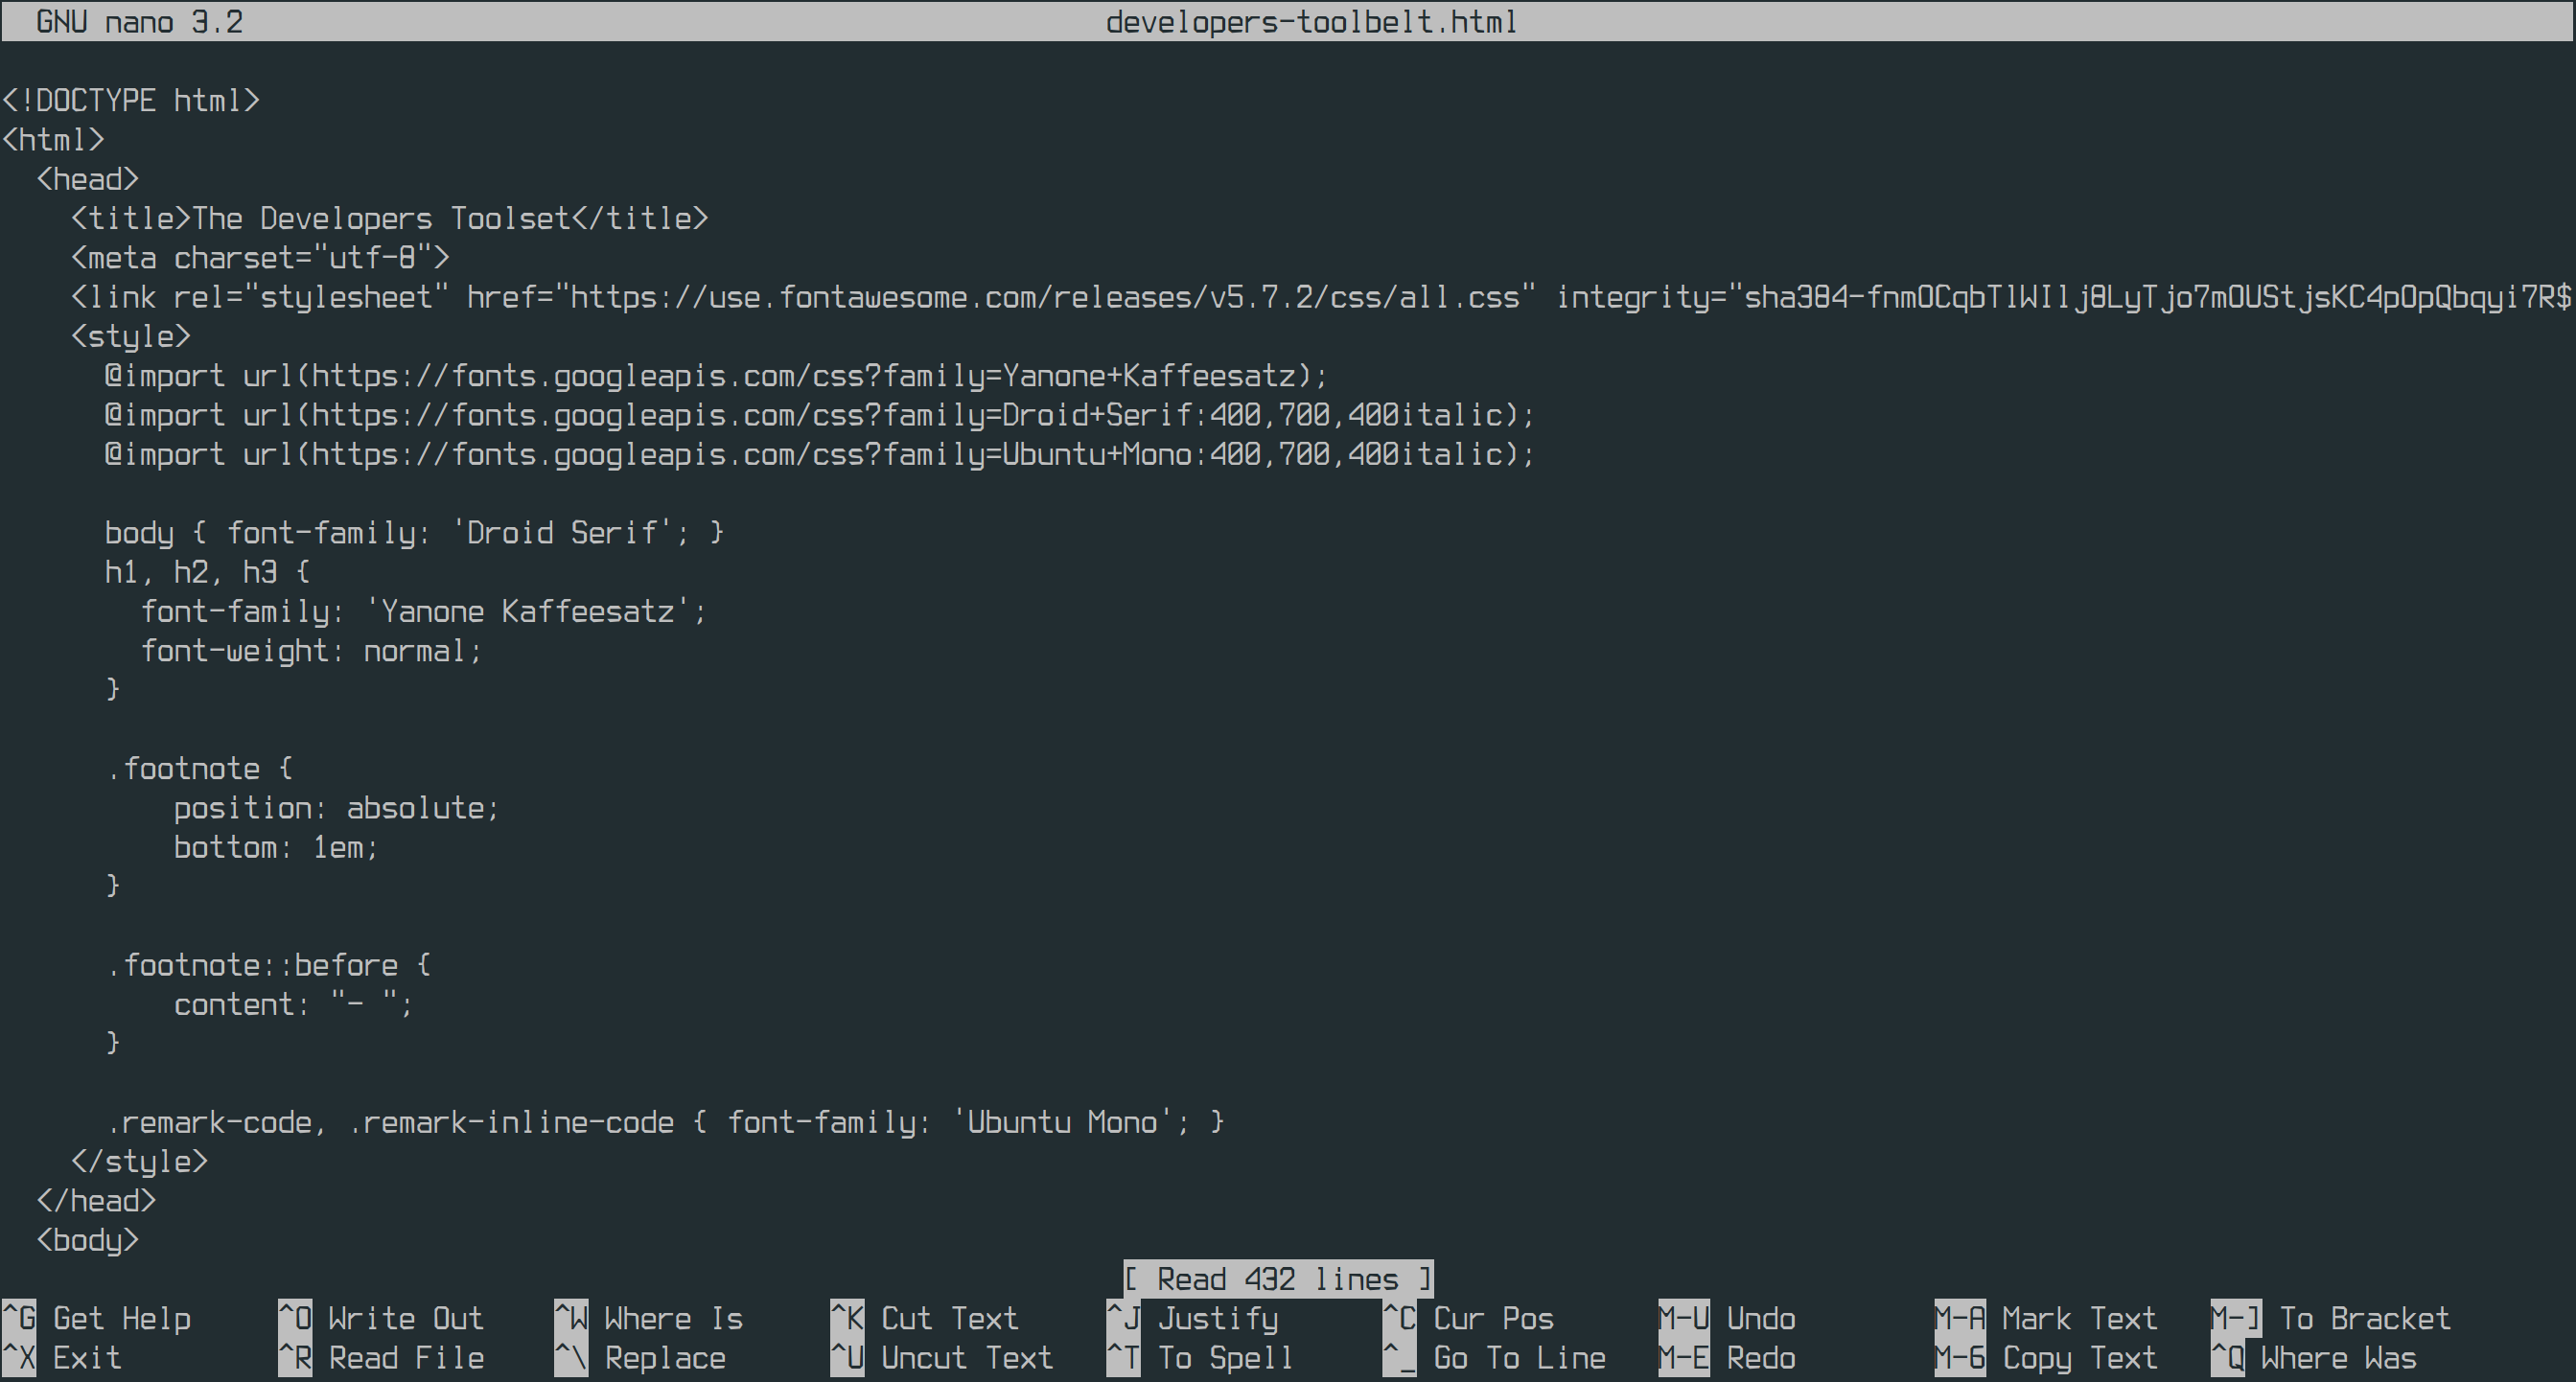 GNU nano 3.2 developers-toolbelt.html
<!DOCTYPE html>
<html>
  <head>
    <title>The Developers Toolset</title>
    <meta charset="utf-8">
    <link rel="stylesheet" href="https://use.fontawesome.com/releases/v5.7.2/css/all.css" integrity="sha384-fnmOCqbTlWIlj8LyTjo7mOUStjsKC4pOpQbqyi7R$
    <style>
      @import url(https://fonts.googleapis.com/css?family=Yanone+Kaffeesatz);
      @import url(https://fonts.googleapis.com/css?family=Droid+Serif:400,700,400italic);
      @import url(https://fonts.googleapis.com/css?family=Ubuntu+Mono:400,700,400italic);
      body { font-family: 'Droid Serif'; }
      h1, h2, h3 {
        font-family: 'Yanone Kaffeesatz';
        font-weight: normal;
      }
      .footnote {
          position: absolute;
          bottom: 1em;
      }
      .footnote::before {
          content: "- ";
      }
      .remark-code, .remark-inline-code { font-family: 'Ubuntu Mono'; }
    </style>
  </head>
  <body>
[ Read 432 lines ]
^G Get Help ^O Write Out ^W Where Is ^K Cut Text ^J Justify ^C Cur Pos M-U Undo M-A Mark Text M-] To Bracket
^X Exit ^R Read File ^\ Replace ^U Uncut Text ^T To Spell ^_ Go To Line M-E Redo M-6 Copy Text ^Q Where Was